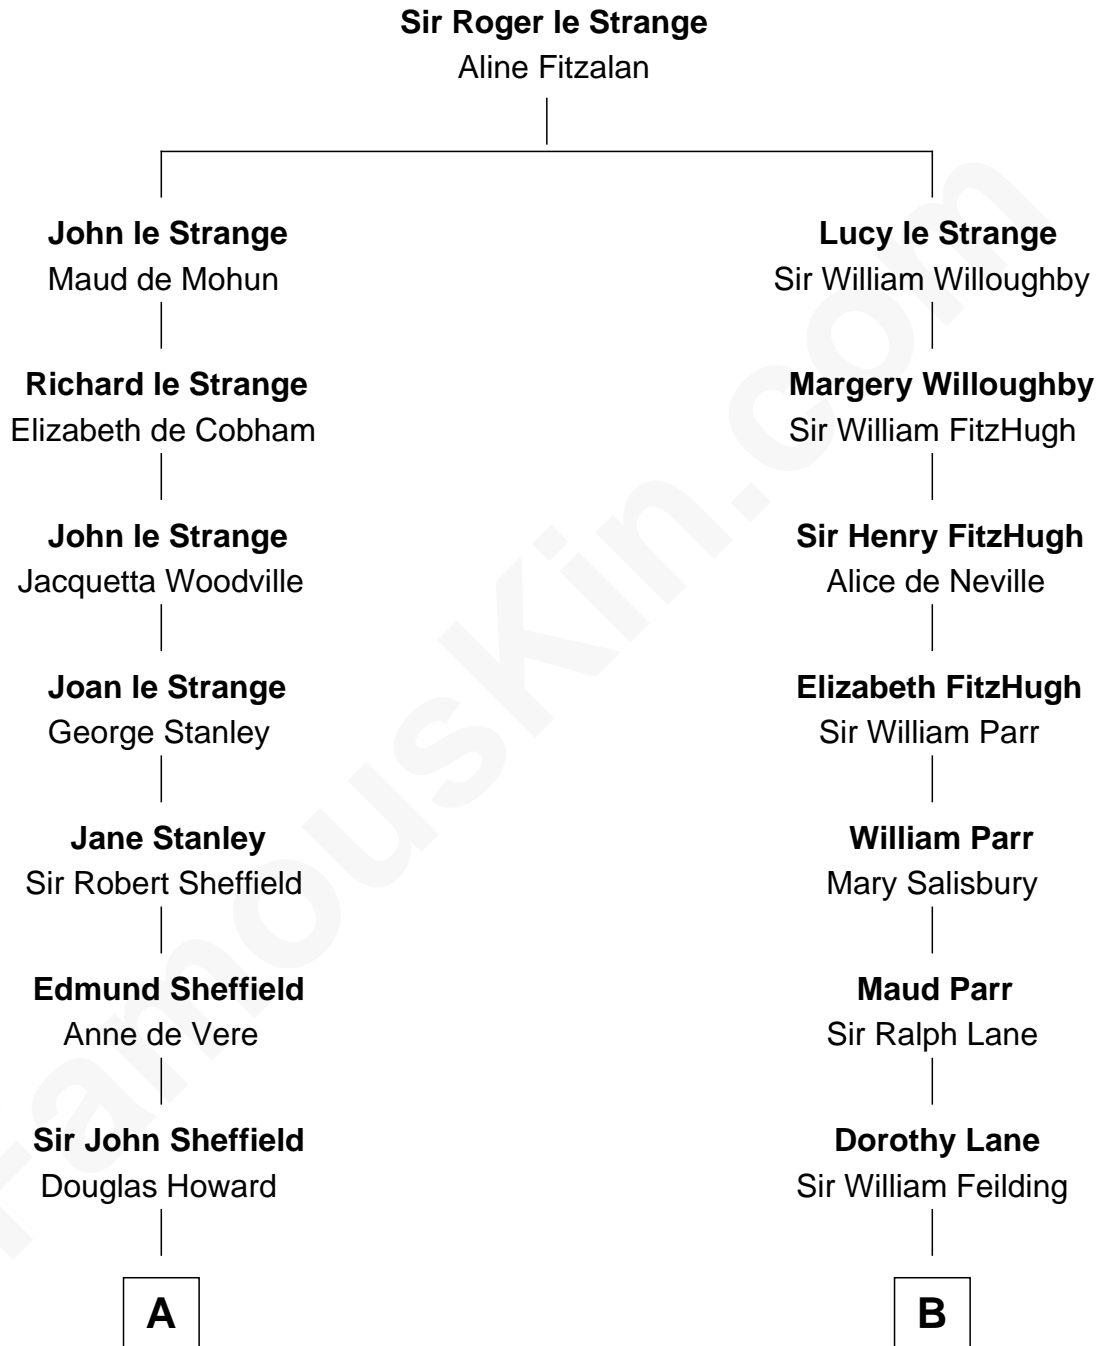 Sir Roger le Strange
Aline Fitzalan
John le Strange
Maud de Mohun
Lucy le Strange
Sir William Willoughby
Richard le Strange
Elizabeth de Cobham
Margery Willoughby
Sir William FitzHugh
John le Strange
Jacquetta Woodville
Sir Henry FitzHugh
Alice de Neville
Joan le Strange
George Stanley
Elizabeth FitzHugh
Sir William Parr
Jane Stanley
Sir Robert Sheffield
William Parr
Mary Salisbury
Edmund Sheffield
Anne de Vere
Maud Parr
Sir Ralph Lane
Sir John Sheffield
Douglas Howard
Dorothy Lane
Sir William Feilding
A
B
FamousKin.com